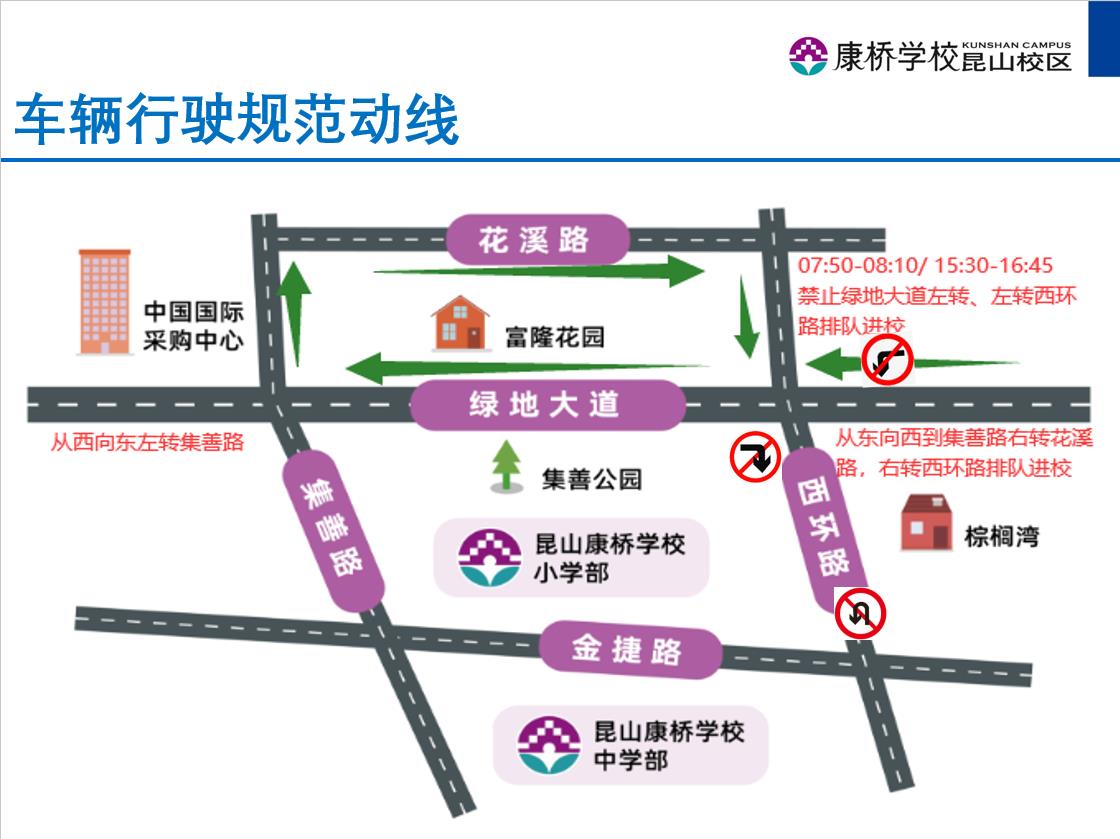 康桥学校
KUNSHAN CAMPUS
昆山校区
车辆行驶规范动线
花溪路
07:50-08:10/ 15:30-16:45
禁止绿地大道左转、左转西环
路排队进校
中国国际
采购中心
富隆花园
绿地大道
从西向东左转集善路
从东向西到集善路右转花溪
路，右转西环路排队进校
集善公园
集善路
西环路
棕榈湾
昆山康桥学校
小学部
金捷路
昆山康桥学校
中学部